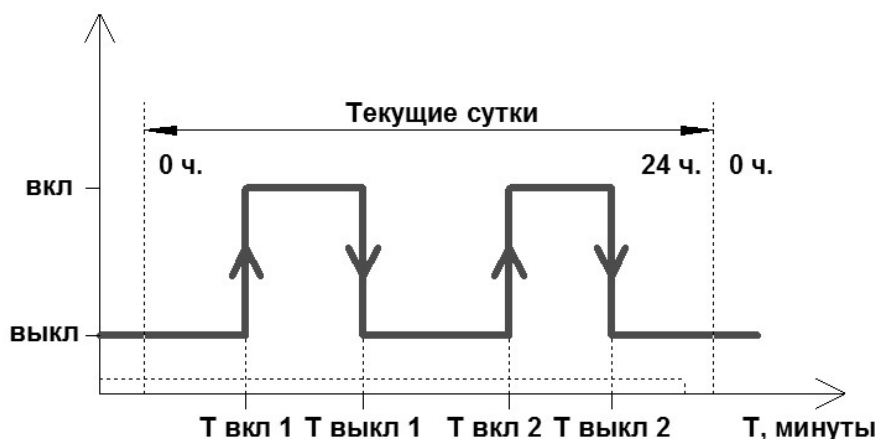 Текущие сутки
0 ч.
24 ч.
0 ч.
ВКЛ
ВЫКЛ
Т вкл 1
Т выкл 1
Т вкл 2
Т выкл 2
Т, минуты